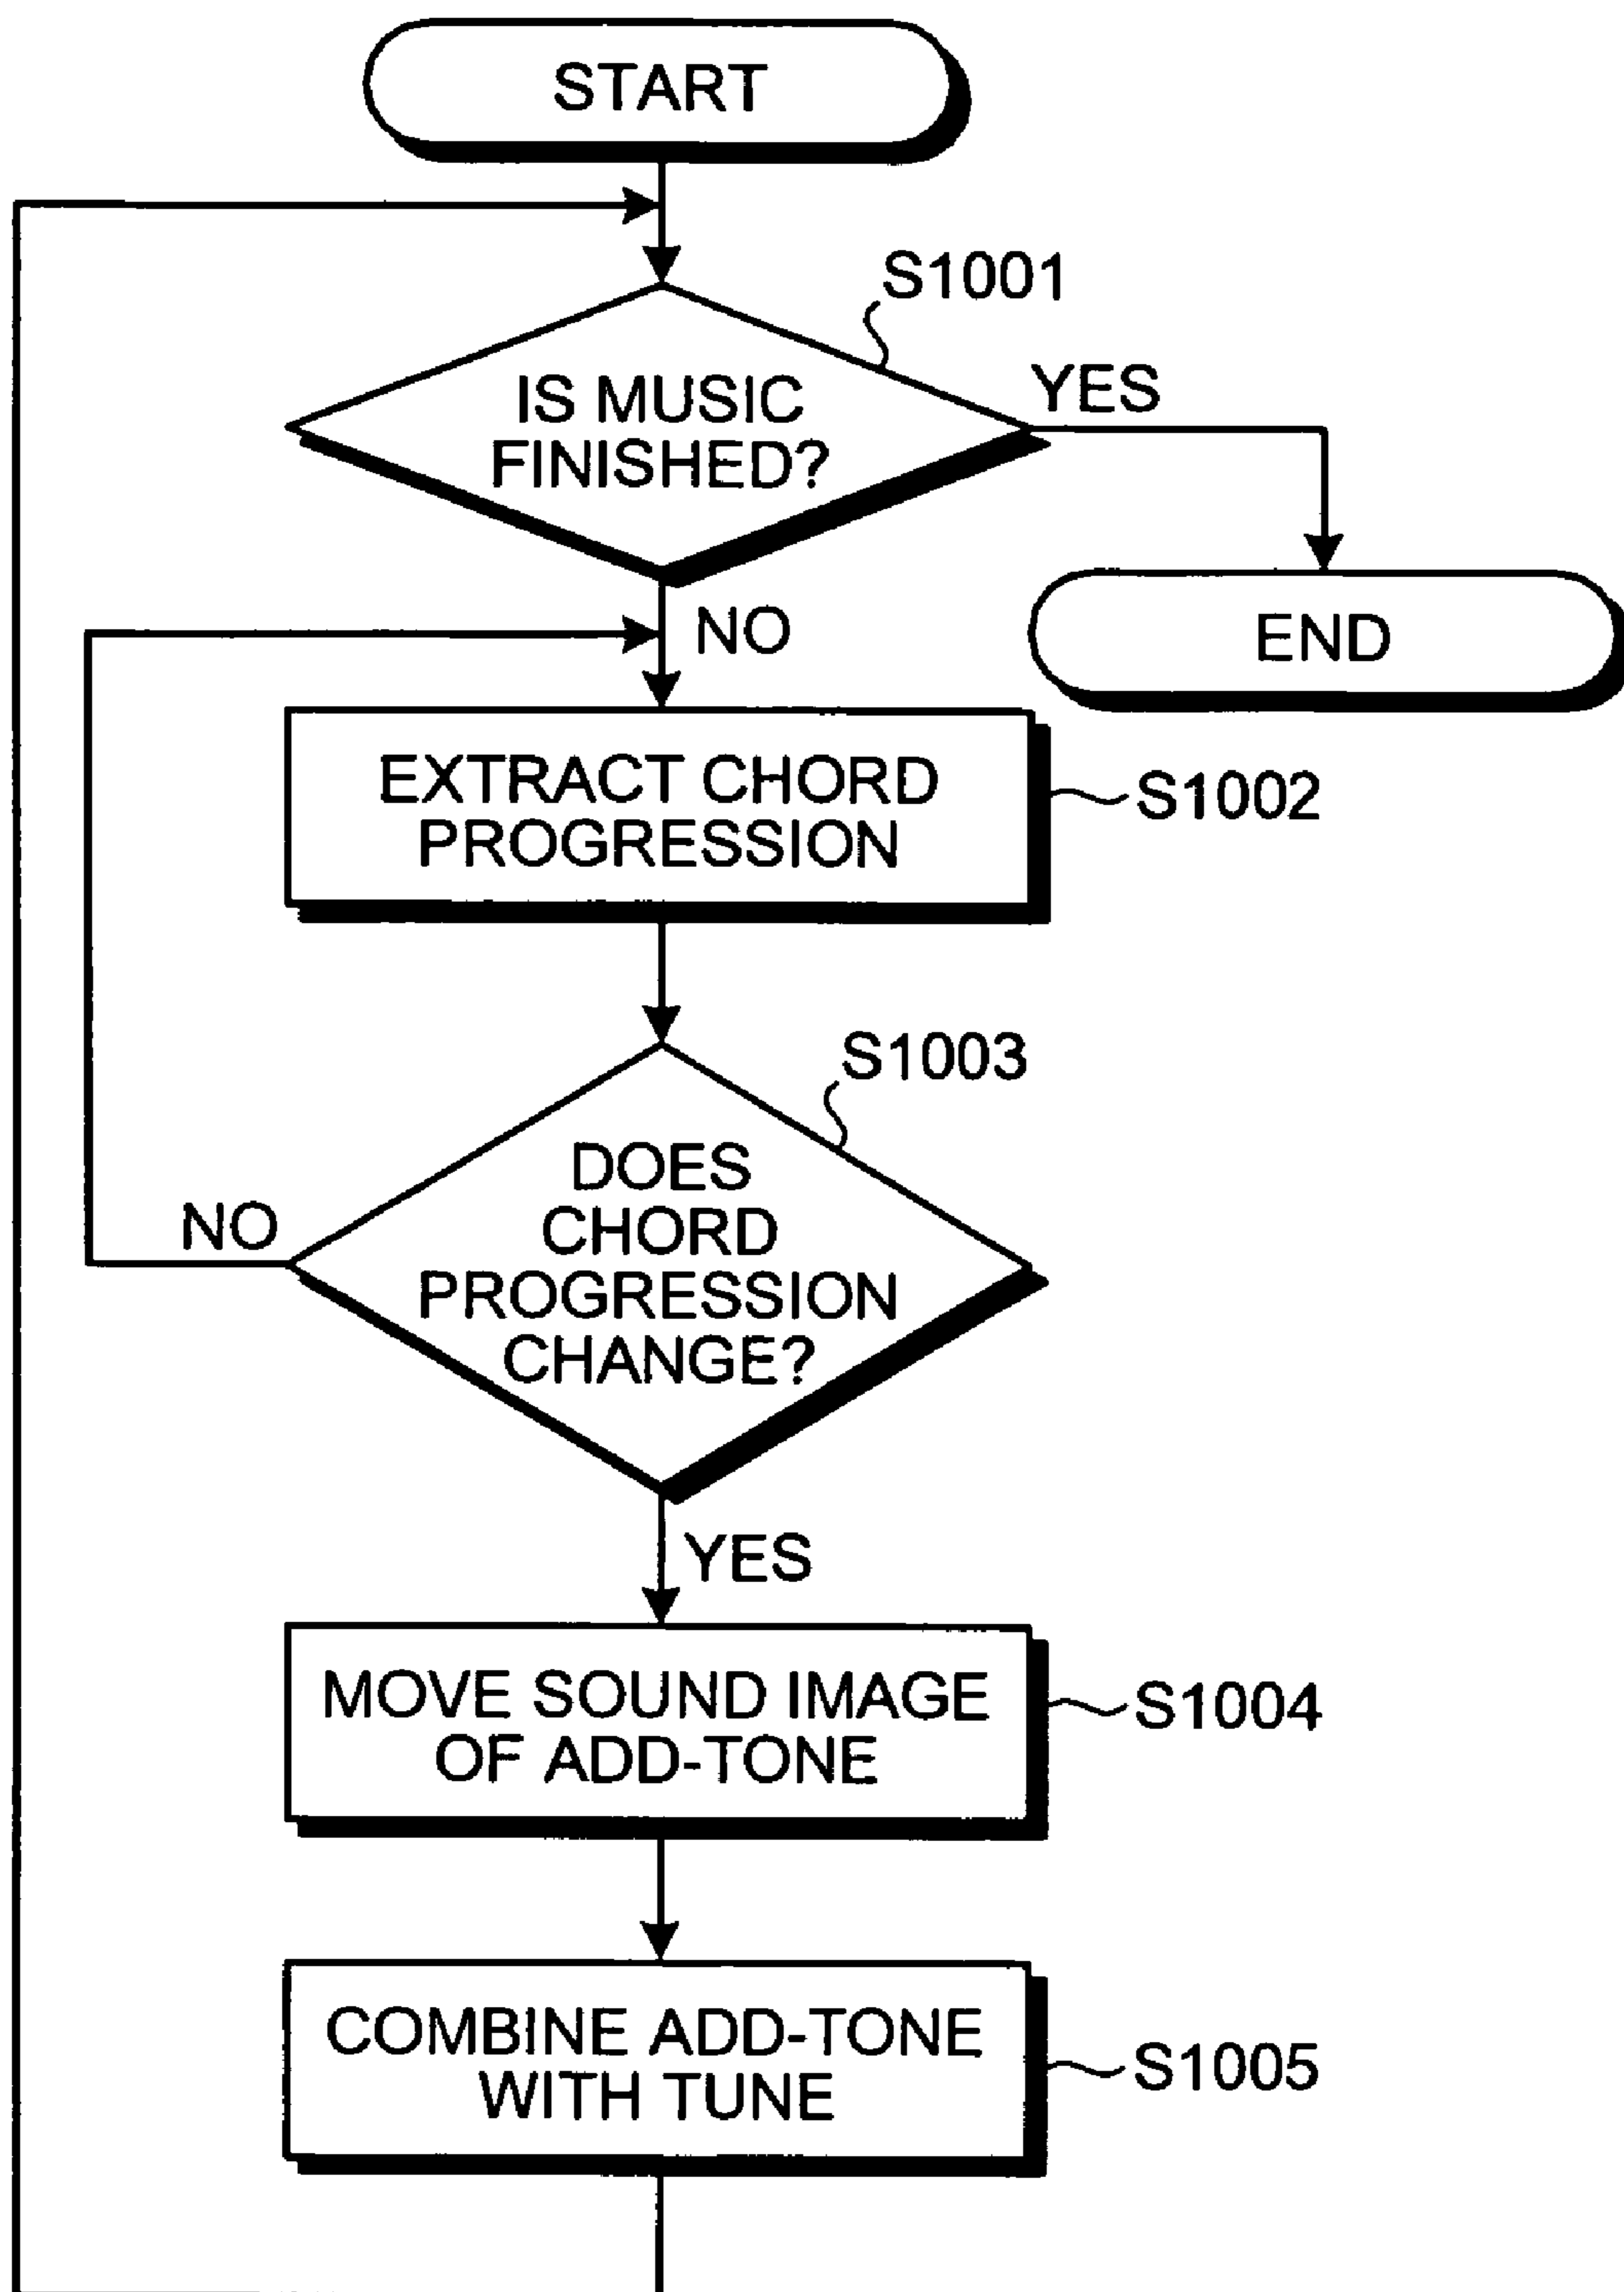 START
S1001
IS MUSIC
FINISHED?
YES
NO
END
EXTRACT CHORD
PROGRESSION
S1002
S1003
DOES
CHORD
PROGRESSION
CHANGE?
NO
YES
MOVE SOUND IMAGE
OF ADD-TONE
S1004
COMBINE ADD-TONE
WITH TUNE
S1005